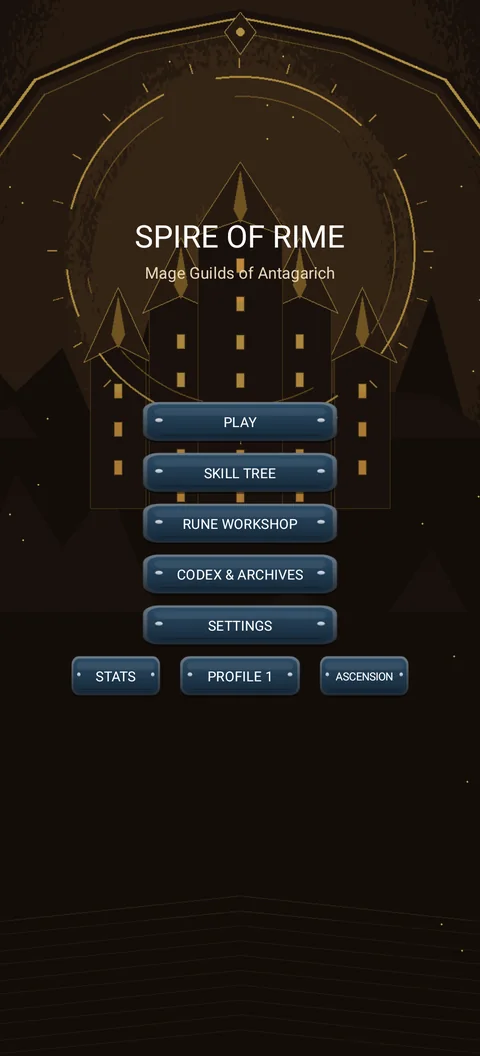 SPIRE OF RIME
Mage Guilds of Antagarich
PLAY
SKILL TREE
RUNE WORKSHOP
CODEX & ARCHIVES
SETTINGS
STATS PROFILE 1 ASCENSION